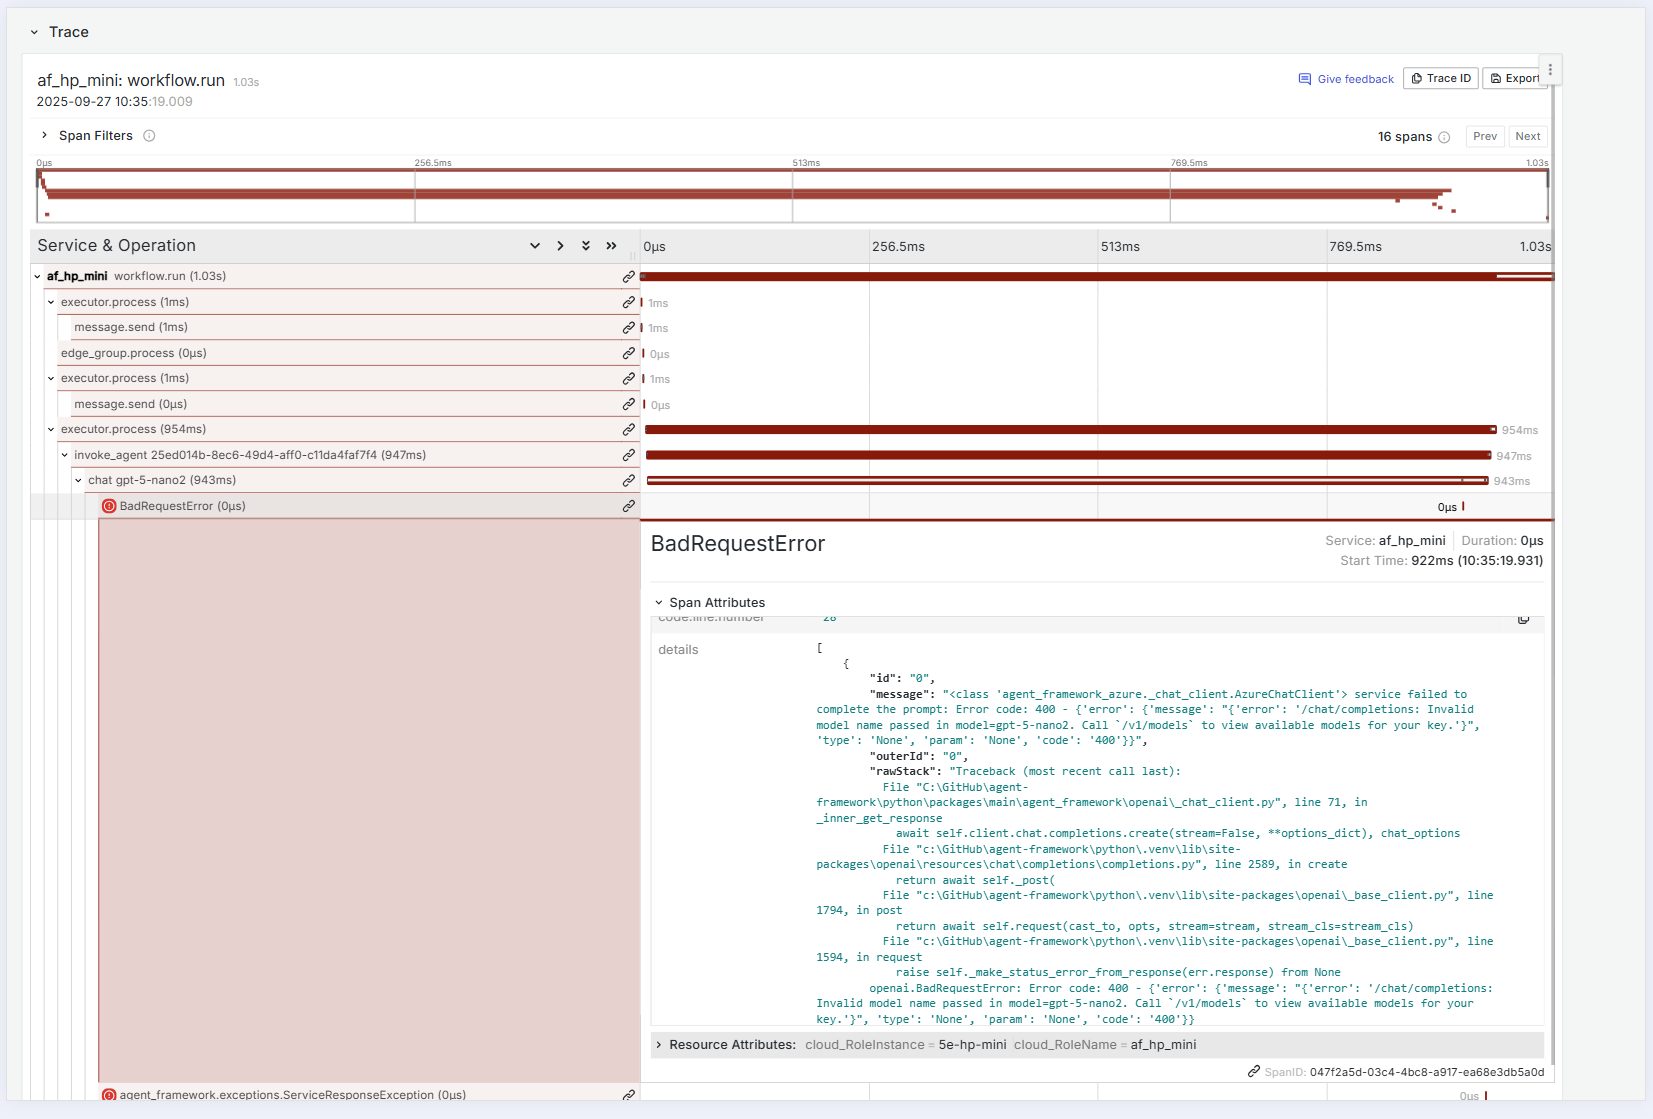 Trace
af_hp_mini: workflow.run 1.03s
Give feedback Trace ID Export
2025-09-27 10:35:19.009
Span Filters 16 spans Prev Next
0μs 256.5ms 513ms 769.5ms 1.03s
Service & Operation 0μs 256.5ms 513ms 769.5ms 1.03s
af_hp_mini workflow.run (1.03s)
executor.process (1ms) 1ms
message.send (1ms) 1ms
edge_group.process (0μs) 0μs
executor.process (1ms) 1ms
message.send (0μs) 0μs
executor.process (954ms) 954ms
invoke_agent 25ed014b-8ec6-49d4-aff0-c11da4faf7f4 (947ms) 947ms
chat gpt-5-nano2 (943ms) 943ms
BadRequestError (0μs) 0μs
BadRequestError
Service: af_hp_mini Duration: 0μs
Start Time: 922ms (10:35:19.931)
Span Attributes
code.line.number 28
details [
{
"id": "0",
"message": "<class 'agent_framework_azure._chat_client.AzureChatClient'> service failed to
complete the prompt: Error code: 400 - {'error': {'message': "{'error': '/chat/completions: Invalid
model name passed in model=gpt-5-nano2. Call `/v1/models` to view available models for your key.'}",
'type': 'None', 'param': 'None', 'code': '400'}}",
"outerId": "0",
"rawStack": "Traceback (most recent call last):
File "C:\GitHub\agent-
framework\python\packages\main\agent_framework\openai\_chat_client.py", line 71, in
_inner_get_response
await self.client.chat.completions.create(stream=False, **options_dict), chat_options
File "c:\GitHub\agent-framework\python\.venv\lib\site-
packages\openai\resources\chat\completions\completions.py", line 2589, in create
return await self._post(
File "c:\GitHub\agent-framework\python\.venv\lib\site-packages\openai\_base_client.py", line
1794, in post
return await self.request(cast_to, opts, stream=stream, stream_cls=stream_cls)
File "c:\GitHub\agent-framework\python\.venv\lib\site-packages\openai\_base_client.py", line
1594, in request
raise self._make_status_error_from_response(err.response) from None
openai.BadRequestError: Error code: 400 - {'error': {'message': "{'error': '/chat/completions:
Invalid model name passed in model=gpt-5-nano2. Call `/v1/models` to view available models for your
key.'}", 'type': 'None', 'param': 'None', 'code': '400'}}
Resource Attributes: cloud_RoleInstance = 5e-hp-mini cloud_RoleName = af_hp_mini
SpanID: 047f2a5d-03c4-4bc8-a917-ea68e3db5a0d
agent_framework.exceptions.ServiceResponseException (0μs) 0μs